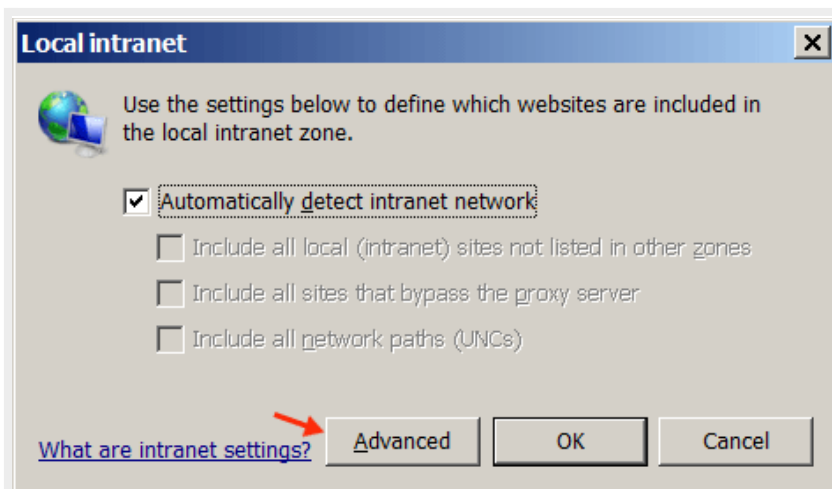 Local intranet
Use the settings below to define which websites are included in
the local intranet zone.
Automatically detect intranet network
Include all local (intranet) sites not listed in other zones
Include all sites that bypass the proxy server
Include all network paths (UNCs)
What are intranet settings? Advanced OK Cancel